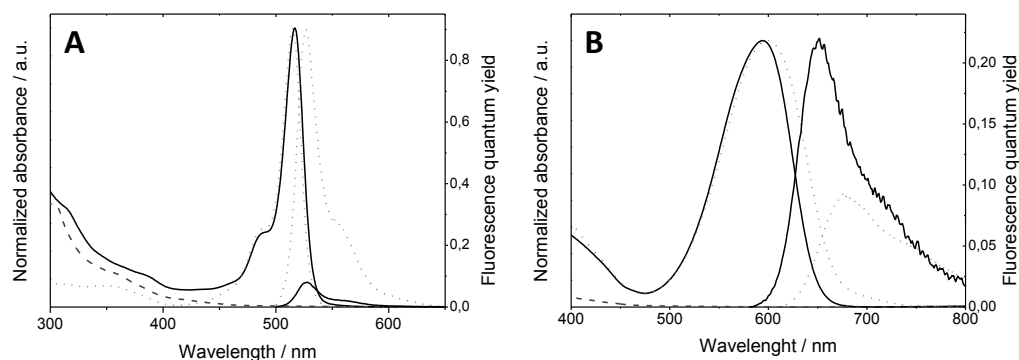 A
Normalized absorbance / a.u.
0,8
0,6
0,4
0,2
0,0
Fluorescence quantum yield
300 400 500 600
Wavelength / nm
B
Normalized absorbance / a.u.
0,20
0,15
0,10
0,05
0,00
Fluorescence quantum yield
400 500 600 700 800
Wavelenght / nm